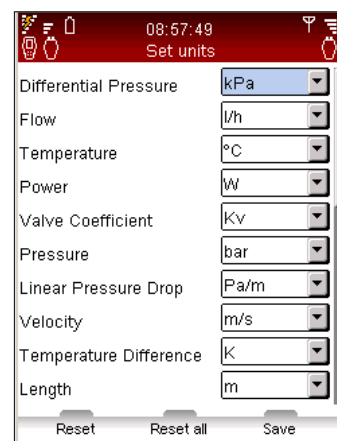 08:57:49
Set units
Differential Pressure kPa
Flow l/h
Temperature °C
Power W
Valve Coefficient Kv
Pressure bar
Linear Pressure Drop Pa/m
Velocity m/s
Temperature Difference K
Length m
Reset Reset all Save